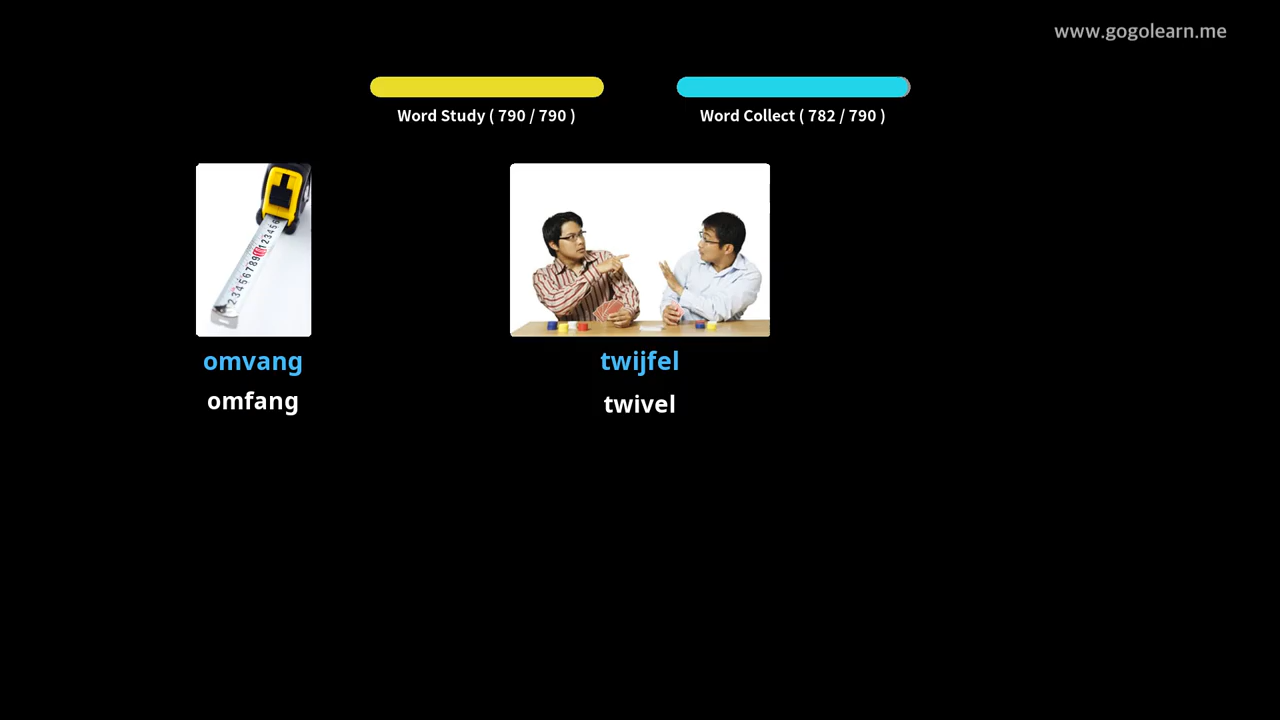 www.gogolearn.me
Word Study ( 790 / 790 )
Word Collect ( 782 / 790 )
omvang
omfang
twijfel
twivel